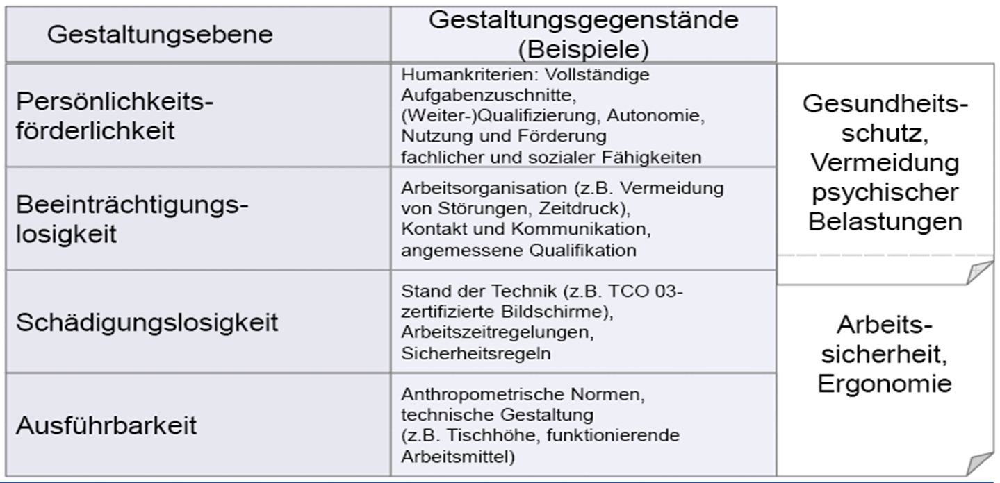 Gestaltungsebene
Gestaltungsgegenstände
(Beispiele)
Persönlichkeits-
förderlichkeit
Humankriterien: Vollständige
Aufgabenzuschnitte,
(Weiter-)Qualifizierung, Autonomie,
Nutzung und Förderung
fachlicher und sozialer Fähigkeiten
Beeinträchtigungs-
losigkeit
Arbeitsorganisation (z.B. Vermeidung
von Störungen, Zeitdruck),
Kontakt und Kommunikation,
angemessene Qualifikation
Gesundheits-
schutz,
Vermeidung
psychischer
Belastungen
Schädigungslosigkeit
Stand der Technik (z.B. TCO 03-
zertifizierte Bildschirme),
Arbeitszeitregelungen,
Sicherheitsregeln
Ausführbarkeit
Anthropometrische Normen,
technische Gestaltung
(z.B. Tischhöhe, funktionierende
Arbeitsmittel)
Arbeits-
sicherheit,
Ergonomie